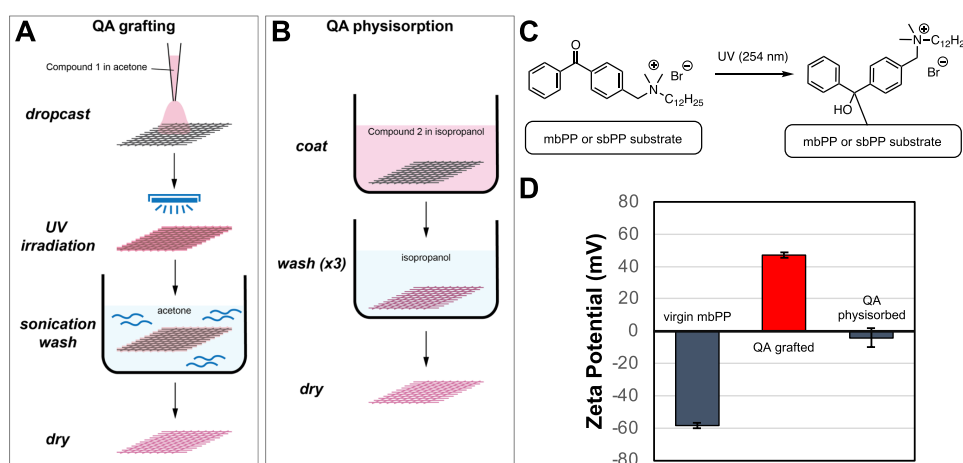 A
QA grafting
Compound 1 in acetone
dropcast
UV
irradiation
acetone
sonication
wash
dry
B
QA physisorption
coat
Compound 2 in isopropanol
wash (x3)
isopropanol
dry
C
O
N
Br
C12H25
UV (254 nm)
mbPP or sbPP substrate
N
C12H2
Br
HO
mbPP or sbPP substrate
D
Zeta Potential (mV)
80
60
40
20
0
-20
-40
-60
-80
virgin mbPP
QA grafted
QA
physisorbed